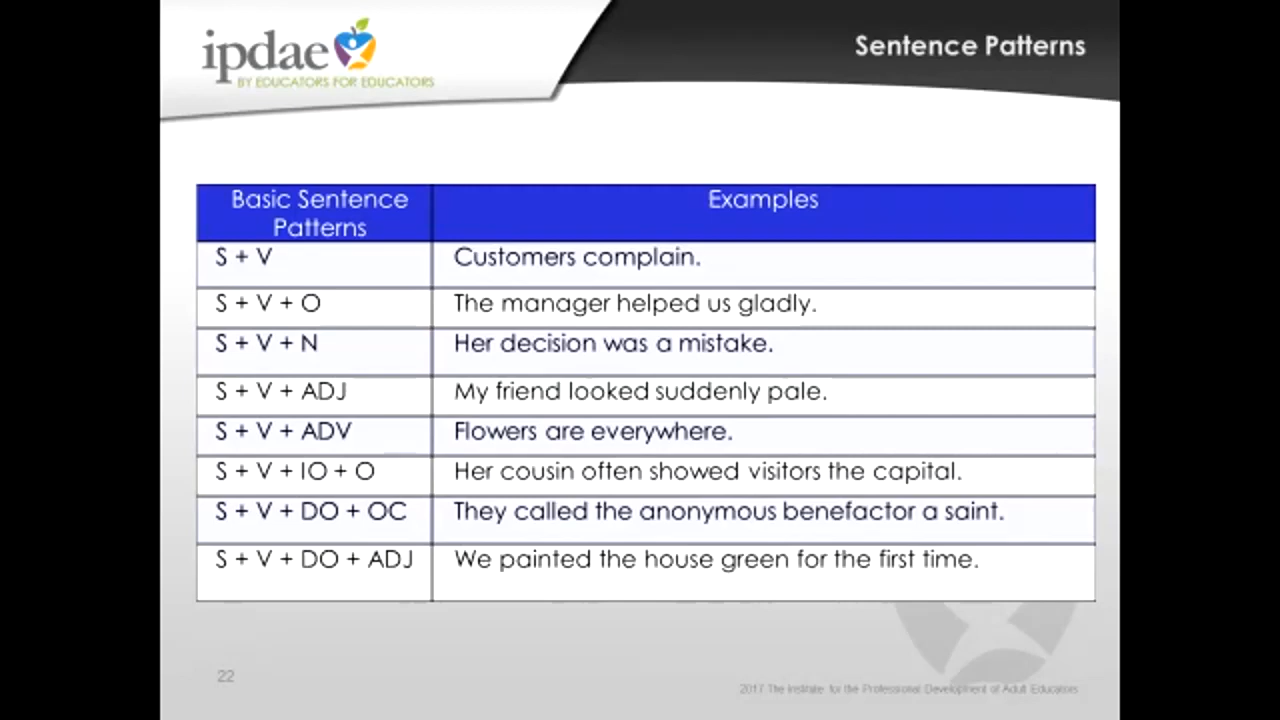 ipdae
BY EDUCATORS FOR EDUCATORS
Sentence Patterns
Basic Sentence
Patterns
Examples
S + V
Customers complain.
S + V + O
The manager helped us gladly.
S + V + N
Her decision was a mistake.
S + V + ADJ
My friend looked suddenly pale.
S + V + ADV
Flowers are everywhere.
S + V + IO + O
Her cousin often showed visitors the capital.
S + V + DO + OC
They called the anonymous benefactor a saint.
S + V + DO + ADJ
We painted the house green for the first time.
22
2017 The Institute for the Professional Development of Adult Educators